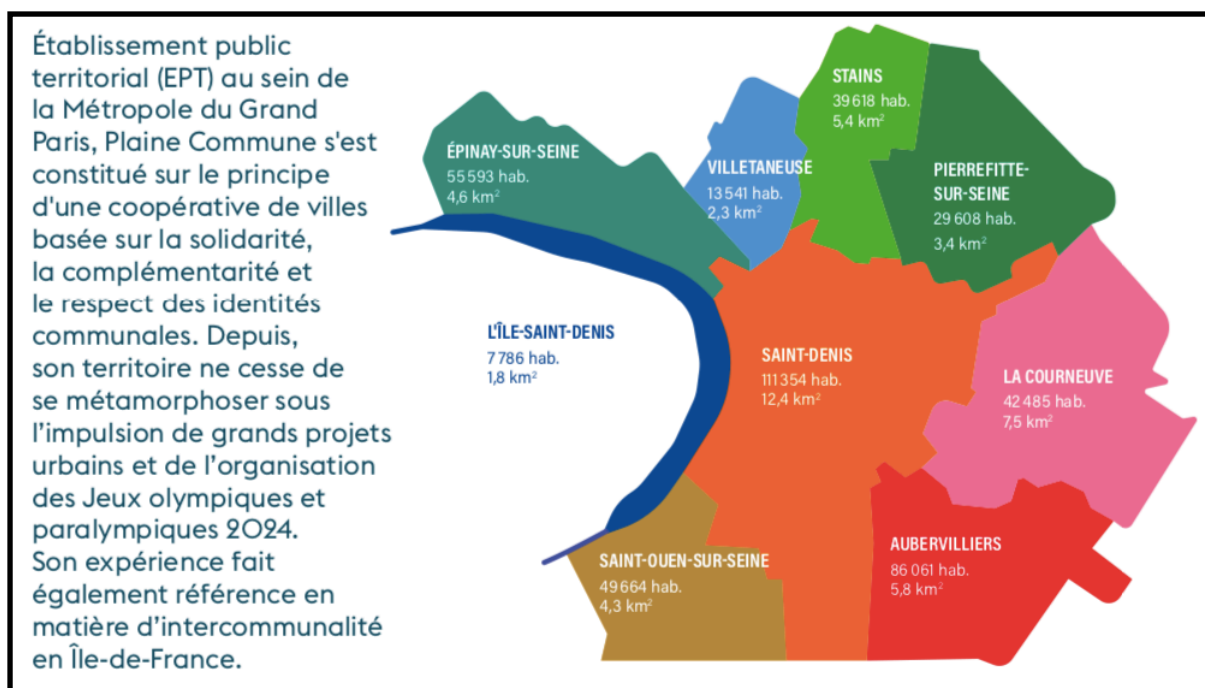 Établissement public
territorial (EPT) au sein de
la Métropole du Grand
Paris, Plaine Commune s'est
constitué sur le principe
d'une coopérative de villes
basée sur la solidarité,
la complémentarité et
le respect des identités
communales. Depuis,
son territoire ne cesse de
se métamorphoser sous
l’impulsion de grands projets
urbains et de l’organisation
des Jeux olympiques et
paralympiques 2024.
Son expérience fait
également référence en
matière d’intercommunalité
en Île-de-France.
STAINS
39 618 hab.
5,4 km²
ÉPINAY-SUR-SEINE
55 593 hab.
4,6 km²
VILLETANEUSE
13 541 hab.
2,3 km²
PIERREFITTE-
SUR-SEINE
29 608 hab.
3,4 km²
L'ÎLE-SAINT-DENIS
7 786 hab.
1,8 km²
SAINT-DENIS
111 354 hab.
12,4 km²
LA COURNEUVE
42 485 hab.
7,5 km²
SAINT-OUEN-SUR-SEINE
49 664 hab.
4,3 km²
AUBERVILLIERS
86 061 hab.
5,8 km²